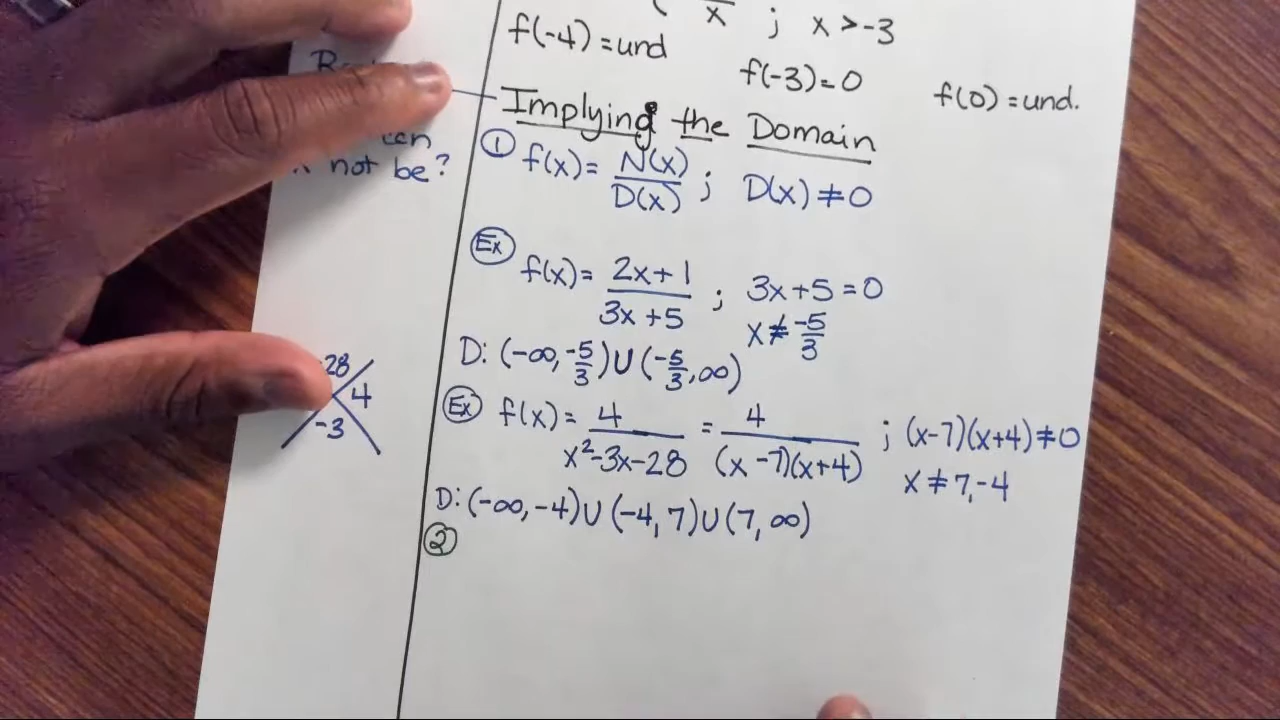 x ; x > -3
f(-4) = und
f(-3) = 0
f(0) = und.
Implying the Domain
not be?
① f(x) = N(x)/D(x) ; D(x) ≠ 0
Ex f(x) = 2x+1/3x+5 ; 3x+5 = 0
x ≠ -5/3
D: (-∞, -5/3) ∪ (-5/3, ∞)
-28
4
-3
Ex f(x) = 4/x²-3x-28 = 4/(x-7)(x+4) ; (x-7)(x+4) ≠ 0
x ≠ 7, -4
D: (-∞, -4) ∪ (-4, 7) ∪ (7, ∞)
②